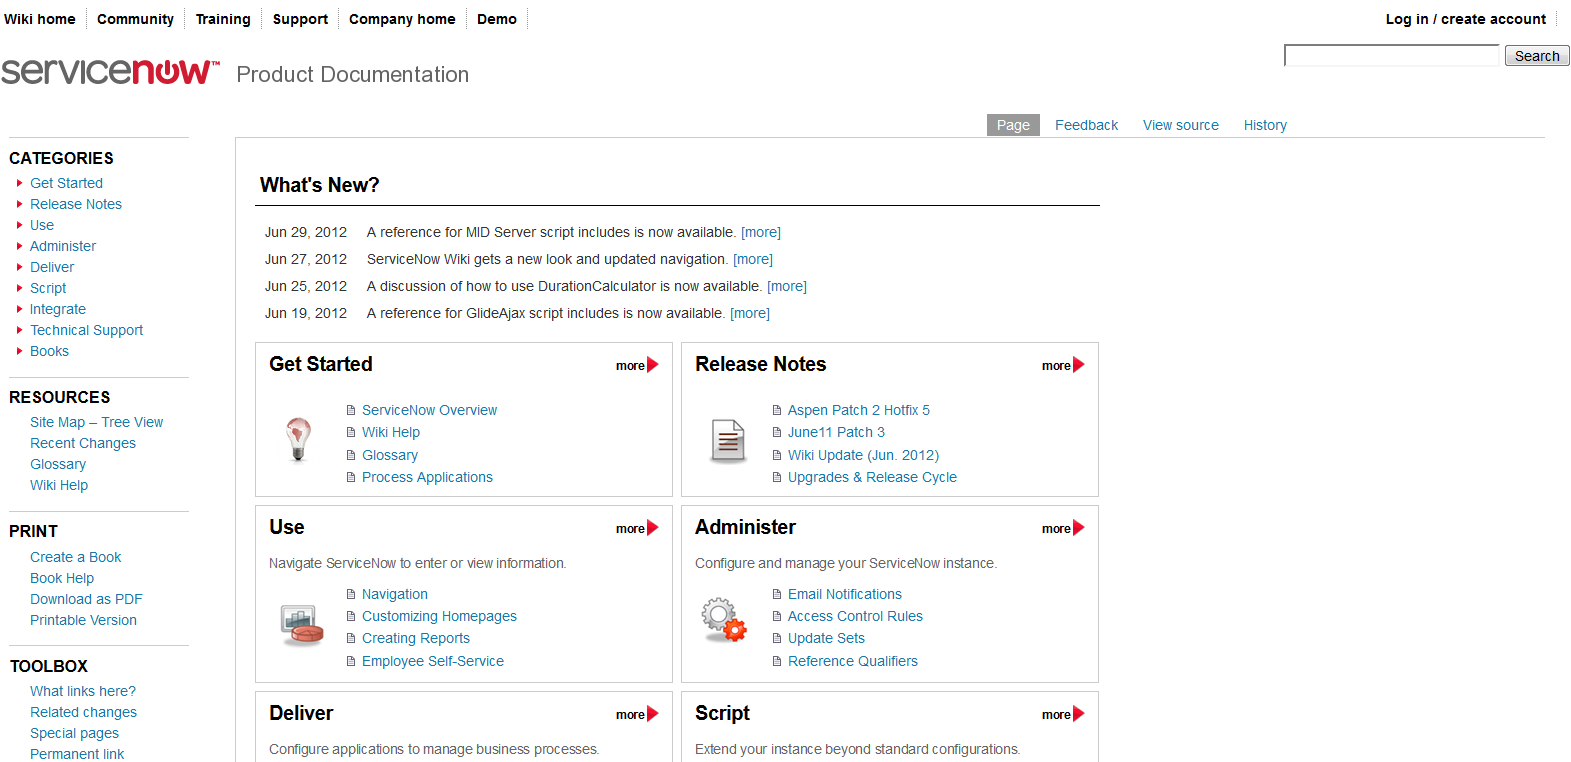 Wiki home Community Training Support Company home Demo Log in / create account
servicenow™ Product Documentation
Search
Page Feedback View source History
CATEGORIES
Get Started
Release Notes
Use
Administer
Deliver
Script
Integrate
Technical Support
Books
RESOURCES
Site Map – Tree View
Recent Changes
Glossary
Wiki Help
PRINT
Create a Book
Book Help
Download as PDF
Printable Version
TOOLBOX
What links here?
Related changes
Special pages
Permanent link
What's New?
Jun 29, 2012 A reference for MID Server script includes is now available. [more]
Jun 27, 2012 ServiceNow Wiki gets a new look and updated navigation. [more]
Jun 25, 2012 A discussion of how to use DurationCalculator is now available. [more]
Jun 19, 2012 A reference for GlideAjax script includes is now available. [more]
Get Started more
ServiceNow Overview
Wiki Help
Glossary
Process Applications
Release Notes more
Aspen Patch 2 Hotfix 5
June11 Patch 3
Wiki Update (Jun. 2012)
Upgrades & Release Cycle
Use more
Navigate ServiceNow to enter or view information.
Navigation
Customizing Homepages
Creating Reports
Employee Self-Service
Administer more
Configure and manage your ServiceNow instance.
Email Notifications
Access Control Rules
Update Sets
Reference Qualifiers
Deliver more
Configure applications to manage business processes.
Script more
Extend your instance beyond standard configurations.